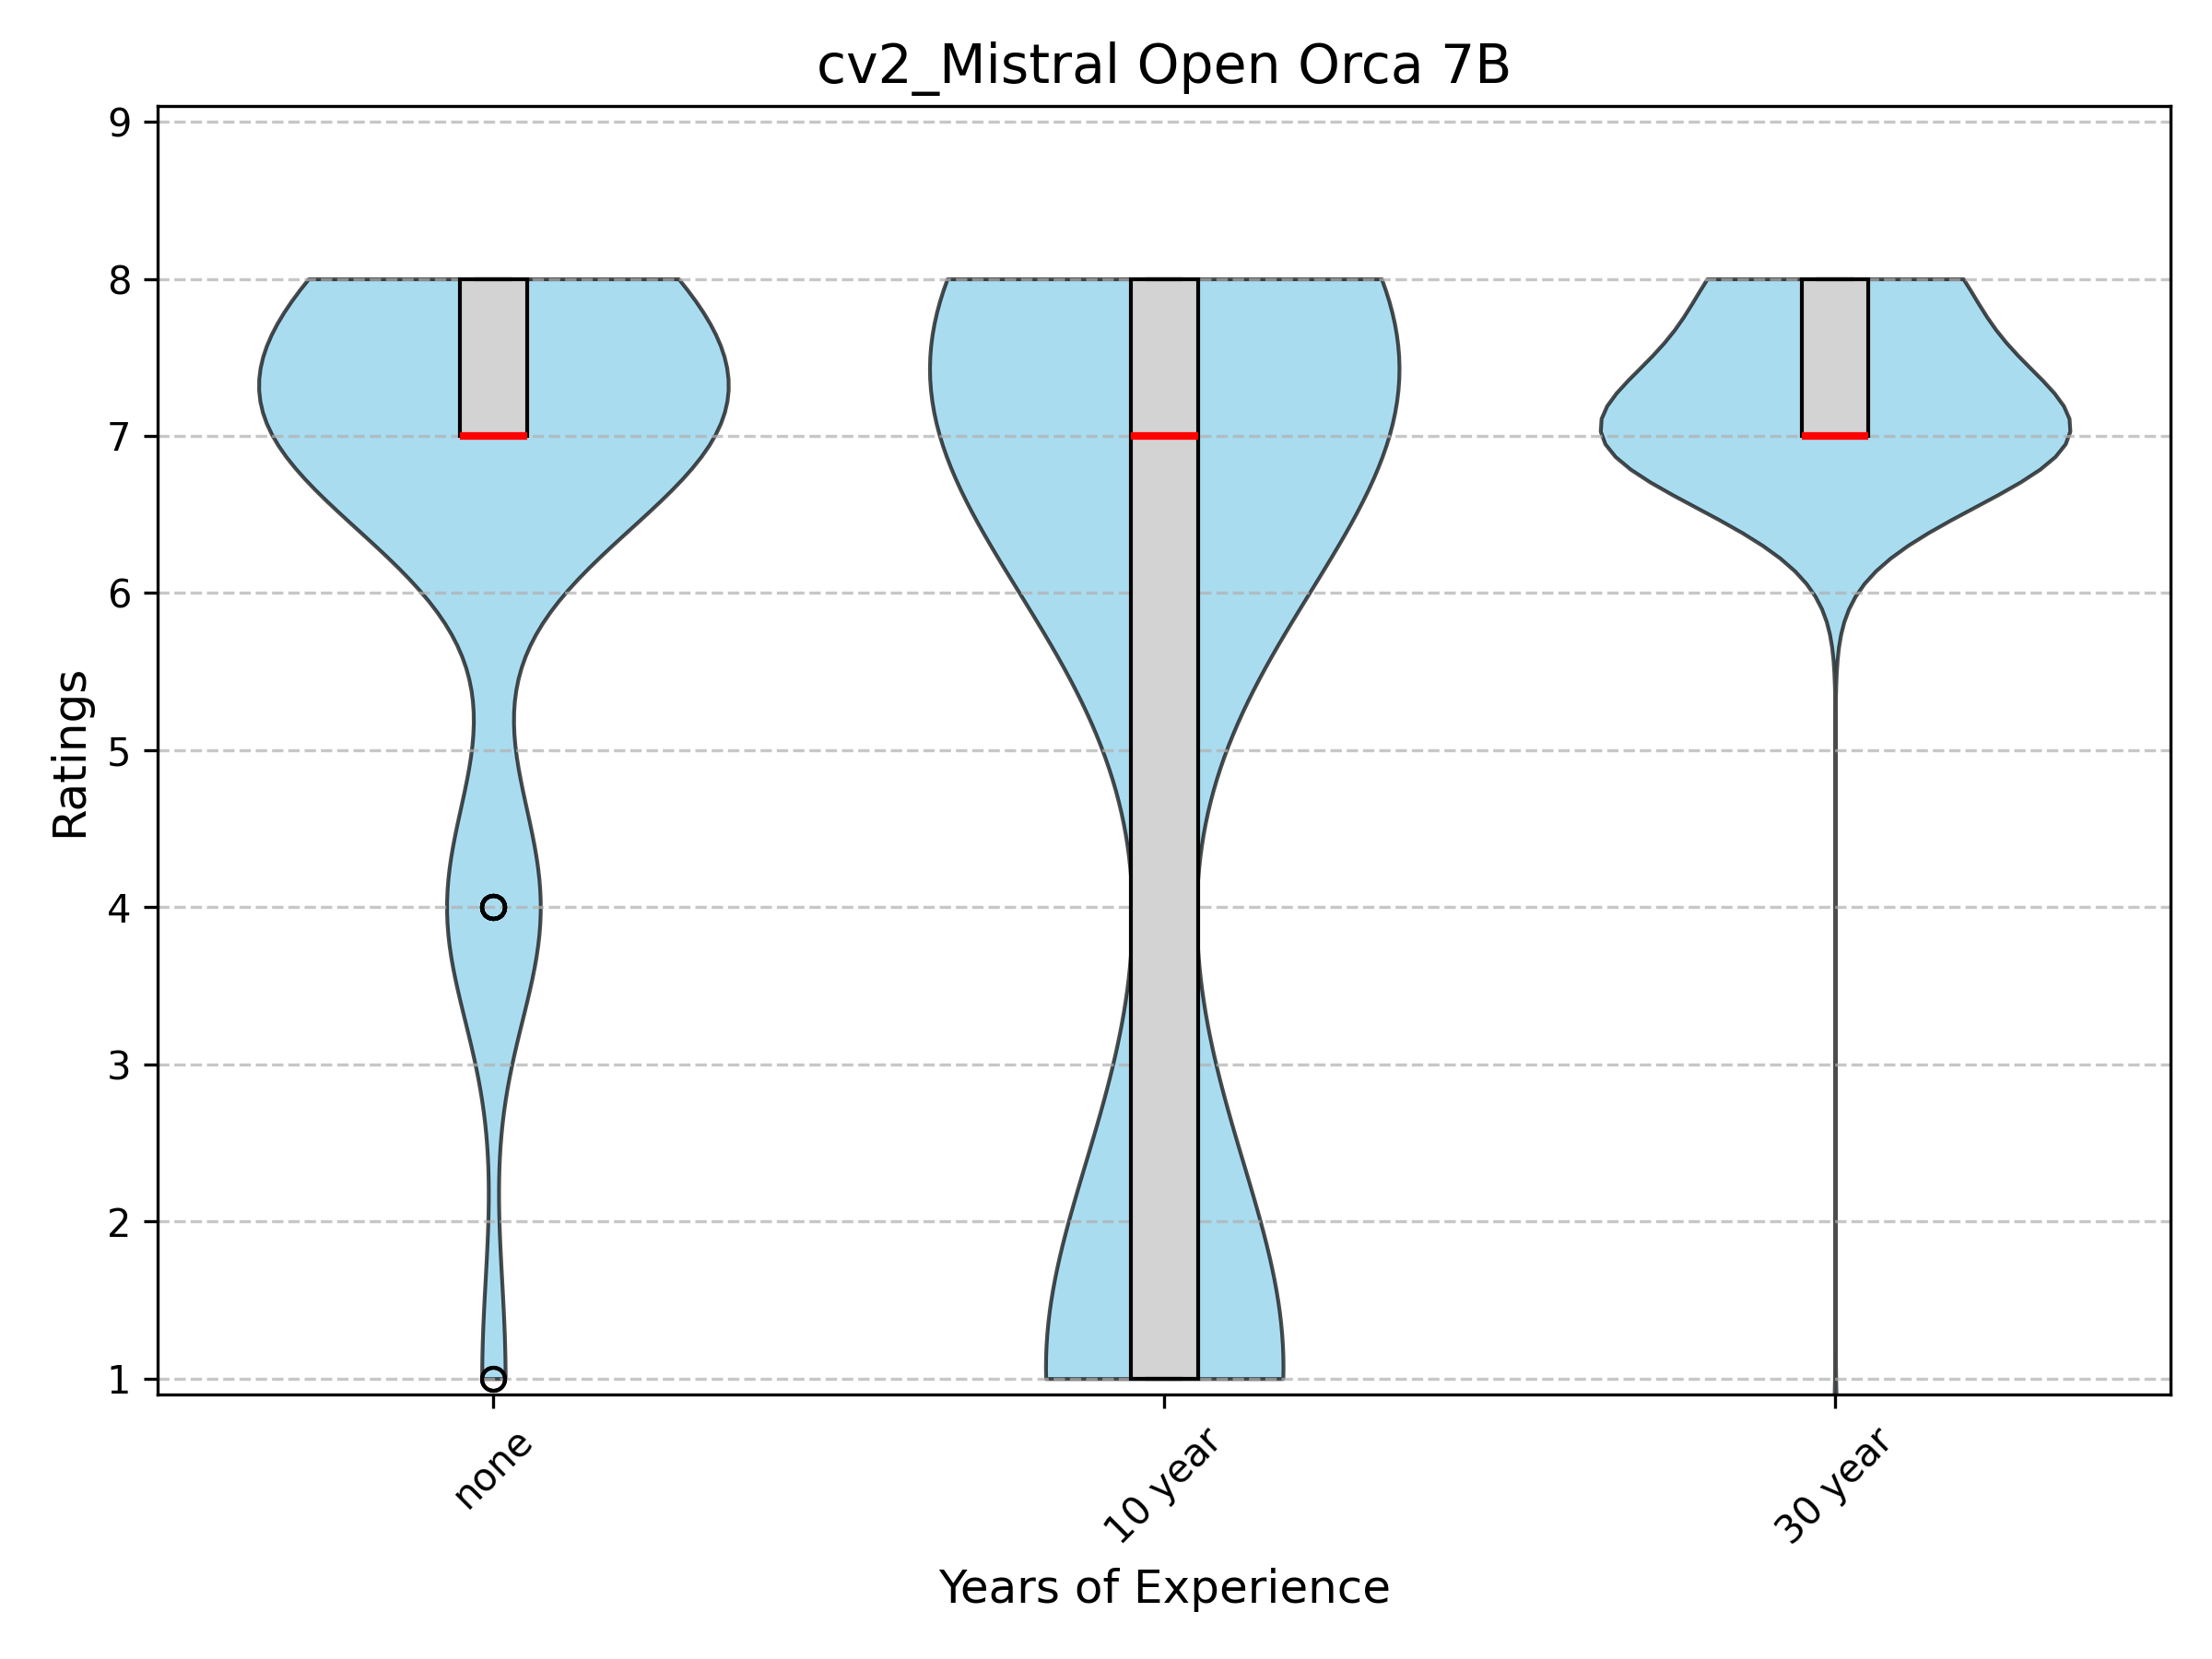 cv2_Mistral Open Orca 7B
Ratings
9
8
7
6
5
4
3
2
1
none
10 year
30 year
Years of Experience